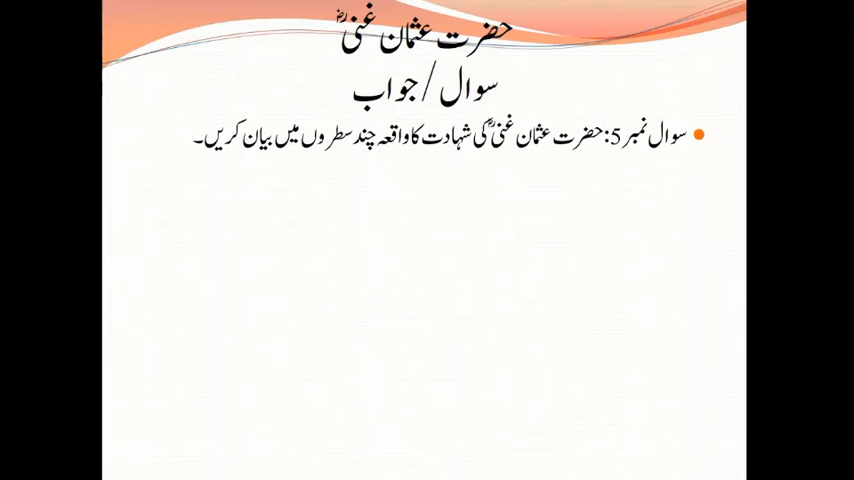 حضرت عثمان غنیؓ
سوال / جواب
سوال نمبر 5: حضرت عثمان غنیؓ کی شہادت کا واقعہ چند سطروں میں بیان کریں۔